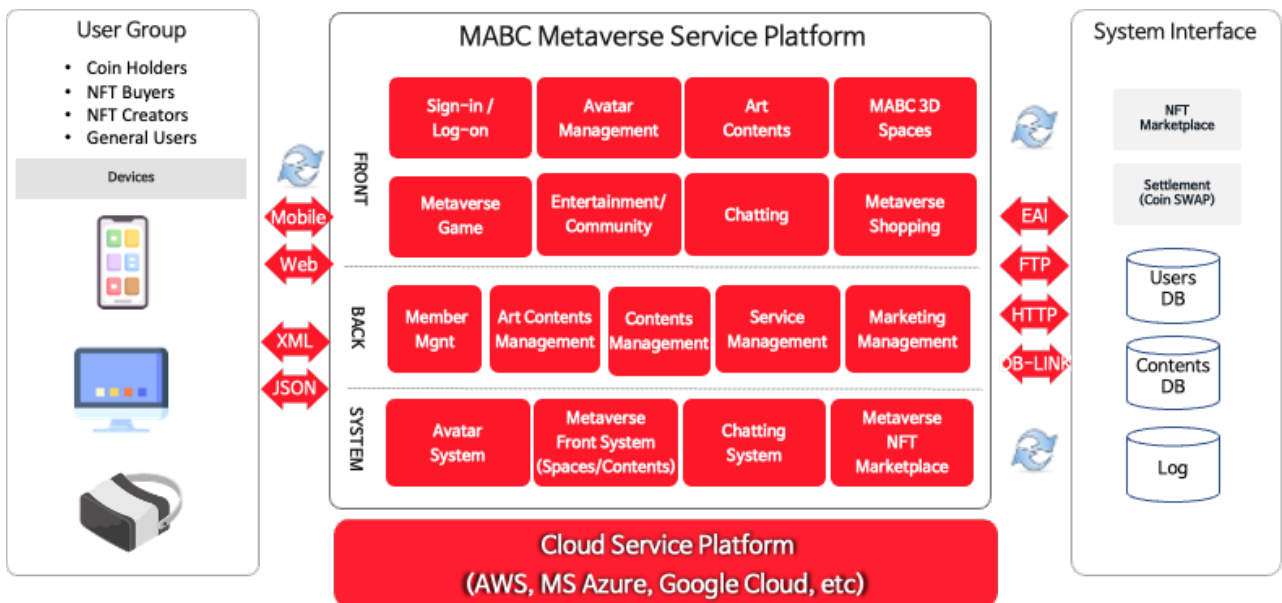 User Group
• Coin Holders
• NFT Buyers
• NFT Creators
• General Users
Devices
Mobile
Web
XML
JSON
MABC Metaverse Service Platform
FRONT
Sign-in /
Log-on
Avatar
Management
Art
Contents
MABC 3D
Spaces
Metaverse
Game
Entertainment/
Community
Chatting
Metaverse
Shopping
BACK
Member
Mgnt
Art Contents
Management
Contents
Management
Service
Management
Marketing
Management
SYSTEM
Avatar
System
Metaverse
Front System
(Spaces/Contents)
Chatting
System
Metaverse
NFT
Marketplace
Cloud Service Platform
(AWS, MS Azure, Google Cloud, etc)
EAI
FTP
HTTP
DB-LINK
System Interface
NFT
Marketplace
Settlement
(Coin SWAP)
Users
DB
Contents
DB
Log